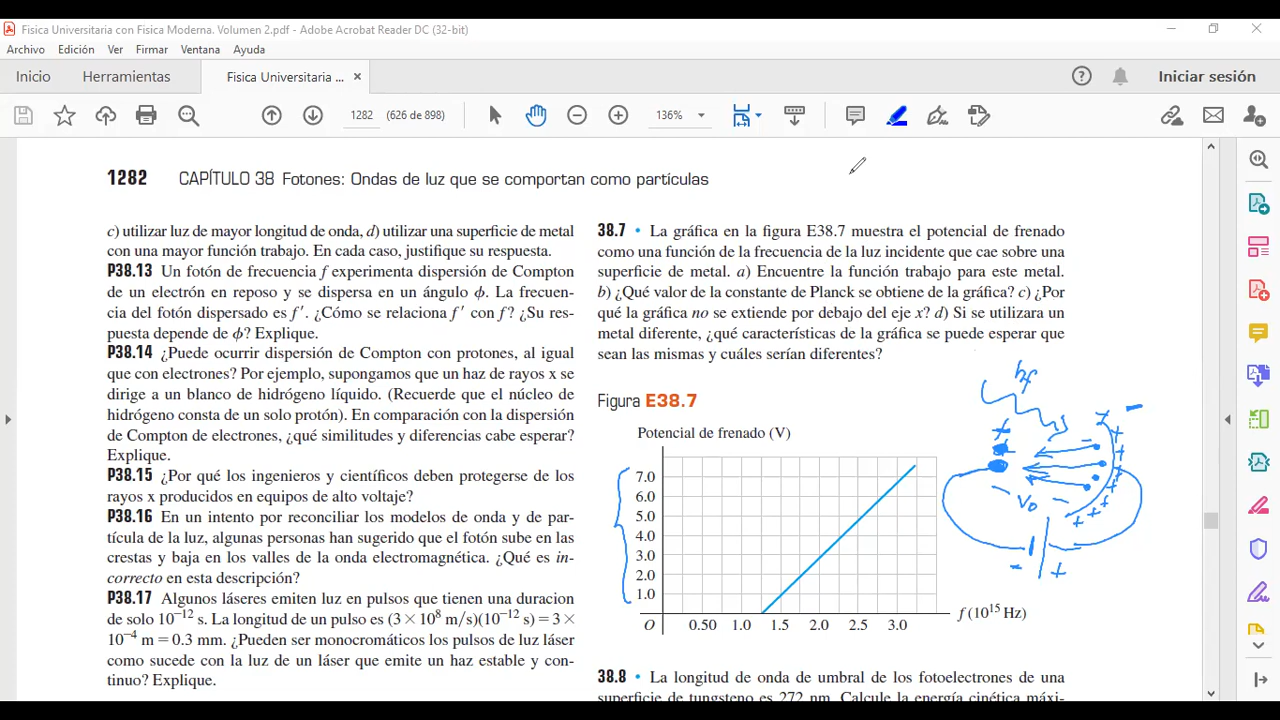 Fisica Universitaria con Física Moderna. Volumen 2.pdf - Adobe Acrobat Reader DC (32-bit)
Archivo Edición Ver Firmar Ventana Ayuda
Inicio Herramientas Fisica Universitaria ... × Iniciar sesión
1282 (626 de 898) 136%
1282 CAPÍTULO 38 Fotones: Ondas de luz que se comportan como partículas
c) utilizar luz de mayor longitud de onda, d) utilizar una superficie de metal
con una mayor función trabajo. En cada caso, justifique su respuesta.
P38.13 Un fotón de frecuencia f experimenta dispersión de Compton
de un electrón en reposo y se dispersa en un ángulo ϕ. La frecuen-
cia del fotón dispersado es f′. ¿Cómo se relaciona f′ con f? ¿Su res-
puesta depende de ϕ? Explique.
P38.14 ¿Puede ocurrir dispersión de Compton con protones, al igual
que con electrones? Por ejemplo, supongamos que un haz de rayos x se
dirige a un blanco de hidrógeno líquido. (Recuerde que el núcleo de
hidrógeno consta de un solo protón). En comparación con la dispersión
de Compton de electrones, ¿qué similitudes y diferencias cabe esperar?
Explique.
P38.15 ¿Por qué los ingenieros y científicos deben protegerse de los
rayos x producidos en equipos de alto voltaje?
P38.16 En un intento por reconciliar los modelos de onda y de par-
tícula de la luz, algunas personas han sugerido que el fotón sube en las
crestas y baja en los valles de la onda electromagnética. ¿Qué es in-
correcto en esta descripción?
P38.17 Algunos láseres emiten luz en pulsos que tienen una duracion
de solo 10⁻¹² s. La longitud de un pulso es (3 × 10⁸ m/s)(10⁻¹² s) = 3 ×
10⁻⁴ m = 0.3 mm. ¿Pueden ser monocromáticos los pulsos de luz láser
como sucede con la luz de un láser que emite un haz estable y con-
tinuo? Explique.
38.7 • La gráfica en la figura E38.7 muestra el potencial de frenado
como una función de la frecuencia de la luz incidente que cae sobre una
superficie de metal. a) Encuentre la función trabajo para este metal.
b) ¿Qué valor de la constante de Planck se obtiene de la gráfica? c) ¿Por
qué la gráfica no se extiende por debajo del eje x? d) Si se utilizara un
metal diferente, ¿qué características de la gráfica se puede esperar que
sean las mismas y cuáles serían diferentes?
Figura E38.7
Potencial de frenado (V)
7.0
6.0
5.0
4.0
3.0
2.0
1.0
O 0.50 1.0 1.5 2.0 2.5 3.0 f (10¹⁵ Hz)
hf
V₀
- +
38.8 • La longitud de onda de umbral de los fotoelectrones de una
superficie de tungsteno es 272 nm. Calcule la energía cinética máxi-